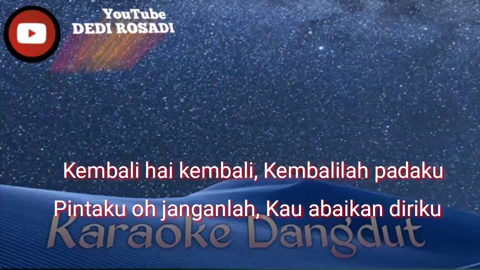 YouTube
DEDI ROSADI
Kembali hai kembali, Kembalilah padaku
Pintaku oh janganlah, Kau abaikan diriku
Karaoke Dangdut